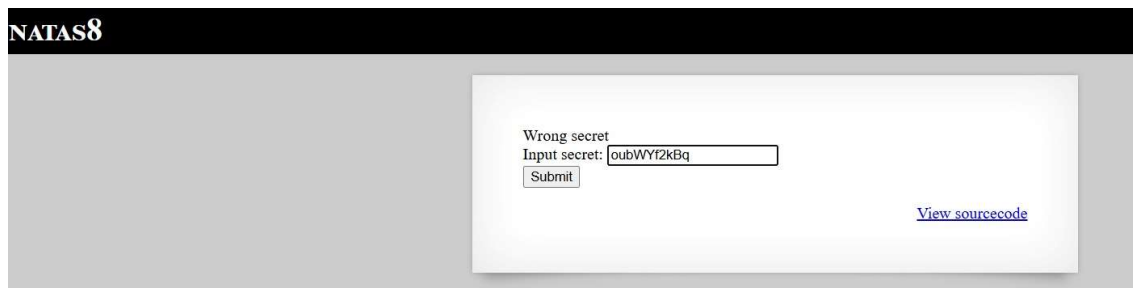 NATAS8
Wrong secret
Input secret: oubWYf2kBq
Submit
View sourcecode